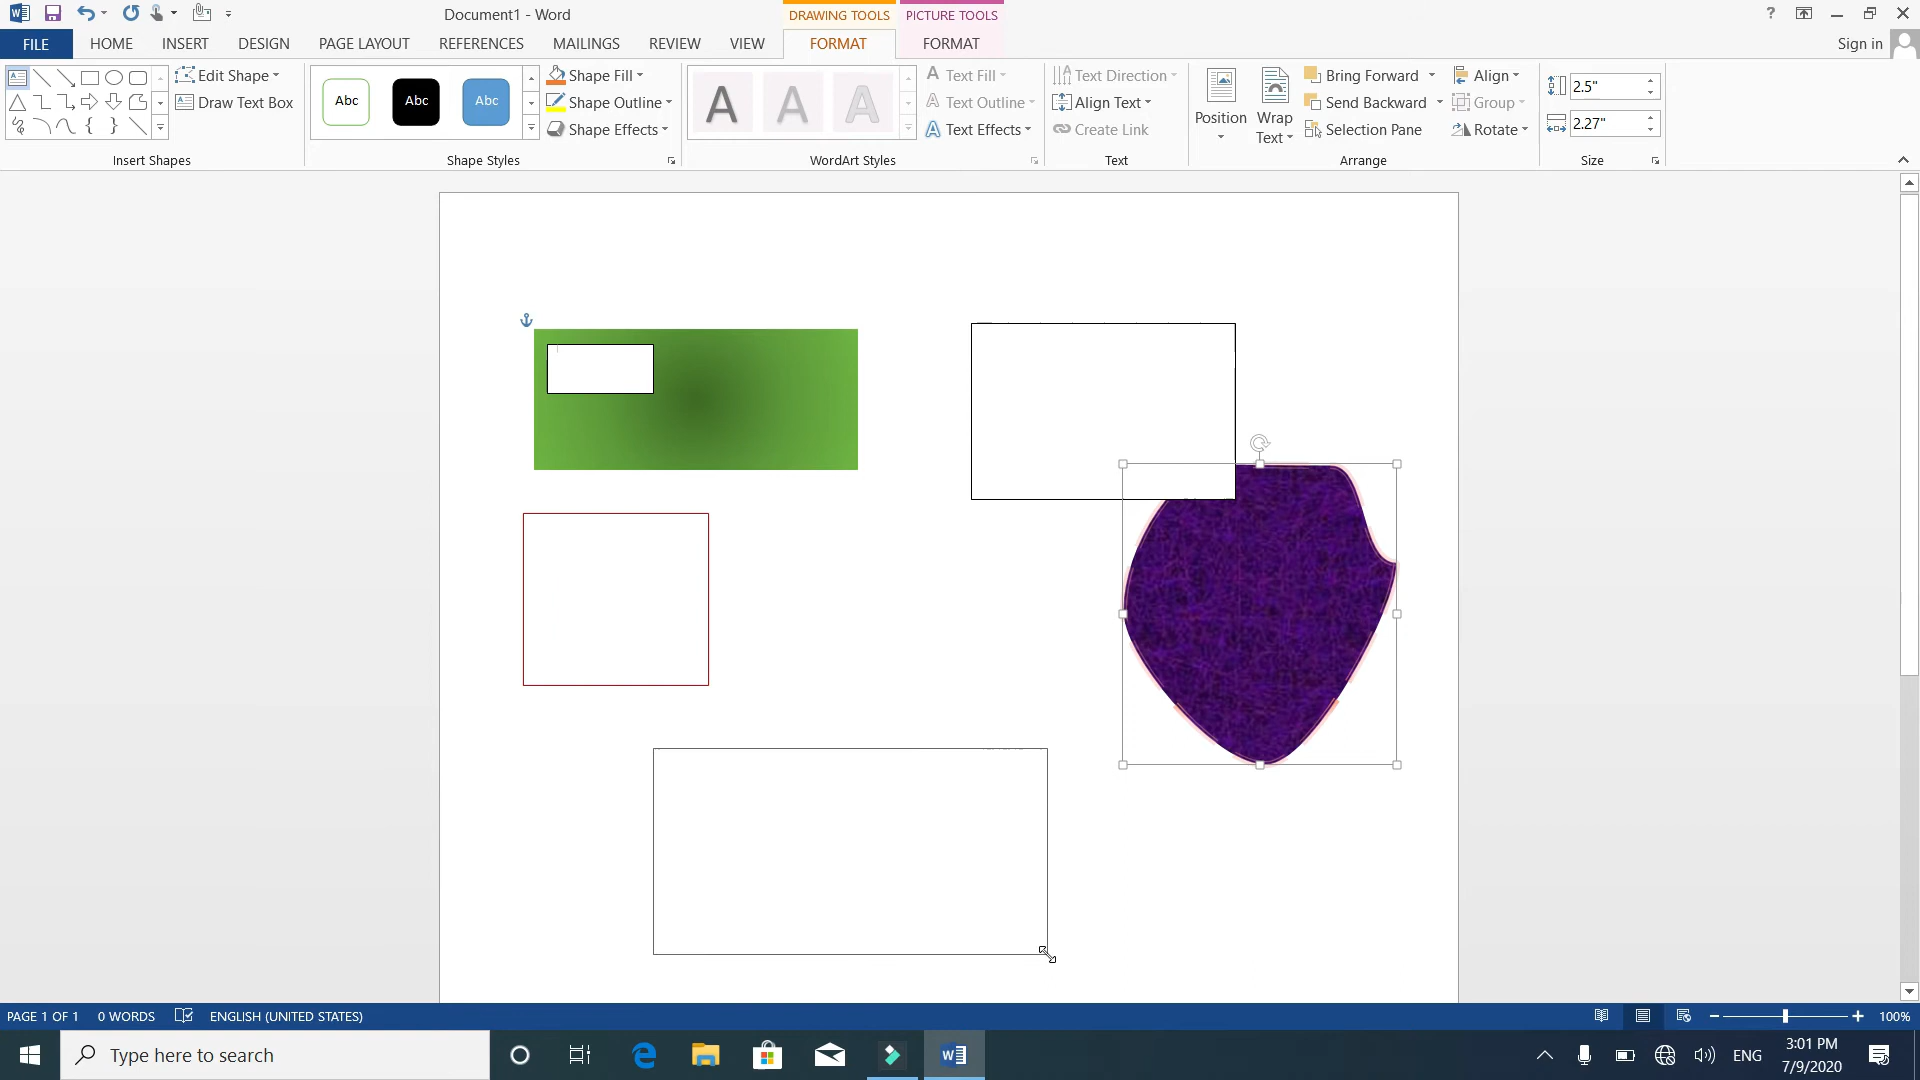 Document1 - Word
DRAWING TOOLS
PICTURE TOOLS
?
FILE
HOME
INSERT
DESIGN
PAGE LAYOUT
REFERENCES
MAILINGS
REVIEW
VIEW
FORMAT
FORMAT
Sign in
Edit Shape
Draw Text Box
Insert Shapes
Abc
Abc
Abc
Shape Fill
Shape Outline
Shape Effects
Shape Styles
A
A
A
Text Fill
Text Outline
Text Effects
WordArt Styles
Text Direction
Align Text
Create Link
Text
Position
Wrap
Text
Bring Forward
Send Backward
Selection Pane
Align
Group
Rotate
Arrange
2.5"
2.27"
Size
PAGE 1 OF 1
0 WORDS
ENGLISH (UNITED STATES)
100%
Type here to search
ENG
3:01 PM
7/9/2020